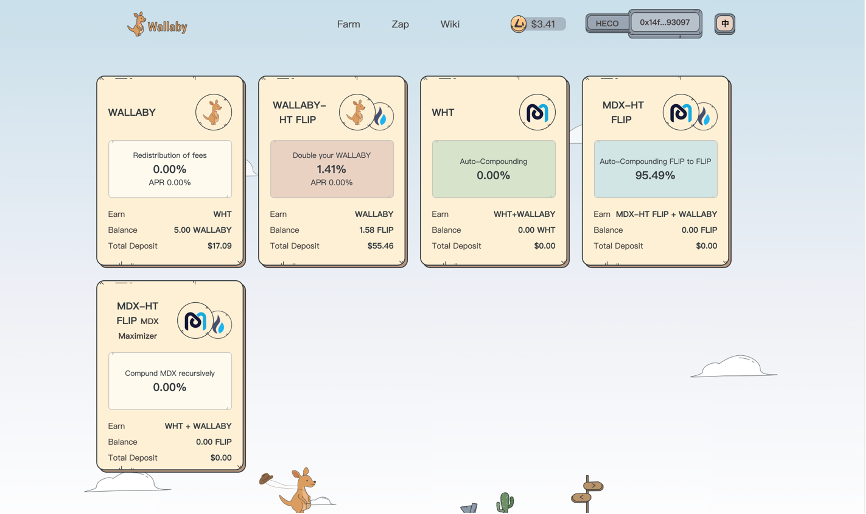 Wallaby
Farm
Zap
Wiki
$3.41
HECO
0x14f...93097
中
WALLABY
Redistribution of fees
0.00%
APR 0.00%
Earn WHT
Balance 5.00 WALLABY
Total Deposit $17.09
WALLABY-
HT FLIP
Double your WALLABY
1.41%
APR 0.00%
Earn WALLABY
Balance 1.58 FLIP
Total Deposit $55.46
WHT
Auto-Compounding
0.00%
Earn WHT+WALLABY
Balance 0.00 WHT
Total Deposit $0.00
MDX-HT
FLIP
Auto-Compounding FLIP to FLIP
95.49%
Earn MDX-HT FLIP + WALLABY
Balance 0.00 FLIP
Total Deposit $0.00
MDX-HT
FLIP MDX
Maximizer
Compund MDX recursively
0.00%
Earn WHT + WALLABY
Balance 0.00 FLIP
Total Deposit $0.00